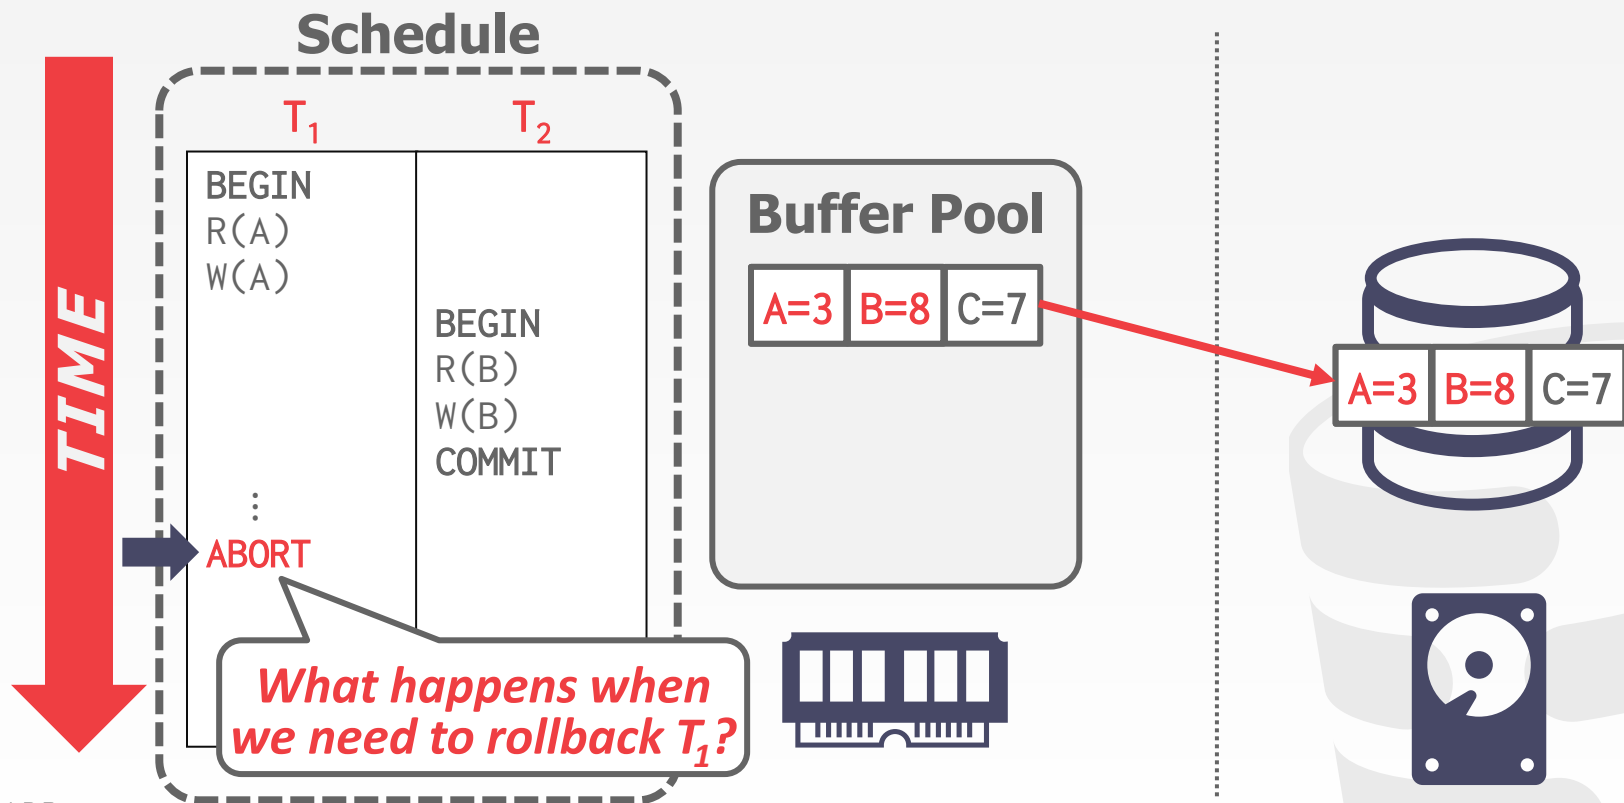 Schedule
T1
T2
BEGIN
R(A)
W(A)
BEGIN
R(B)
W(B)
COMMIT
⋮
ABORT
What happens when
we need to rollback T1?
TIME
Buffer Pool
A=3 B=8 C=7
A=3 B=8 C=7